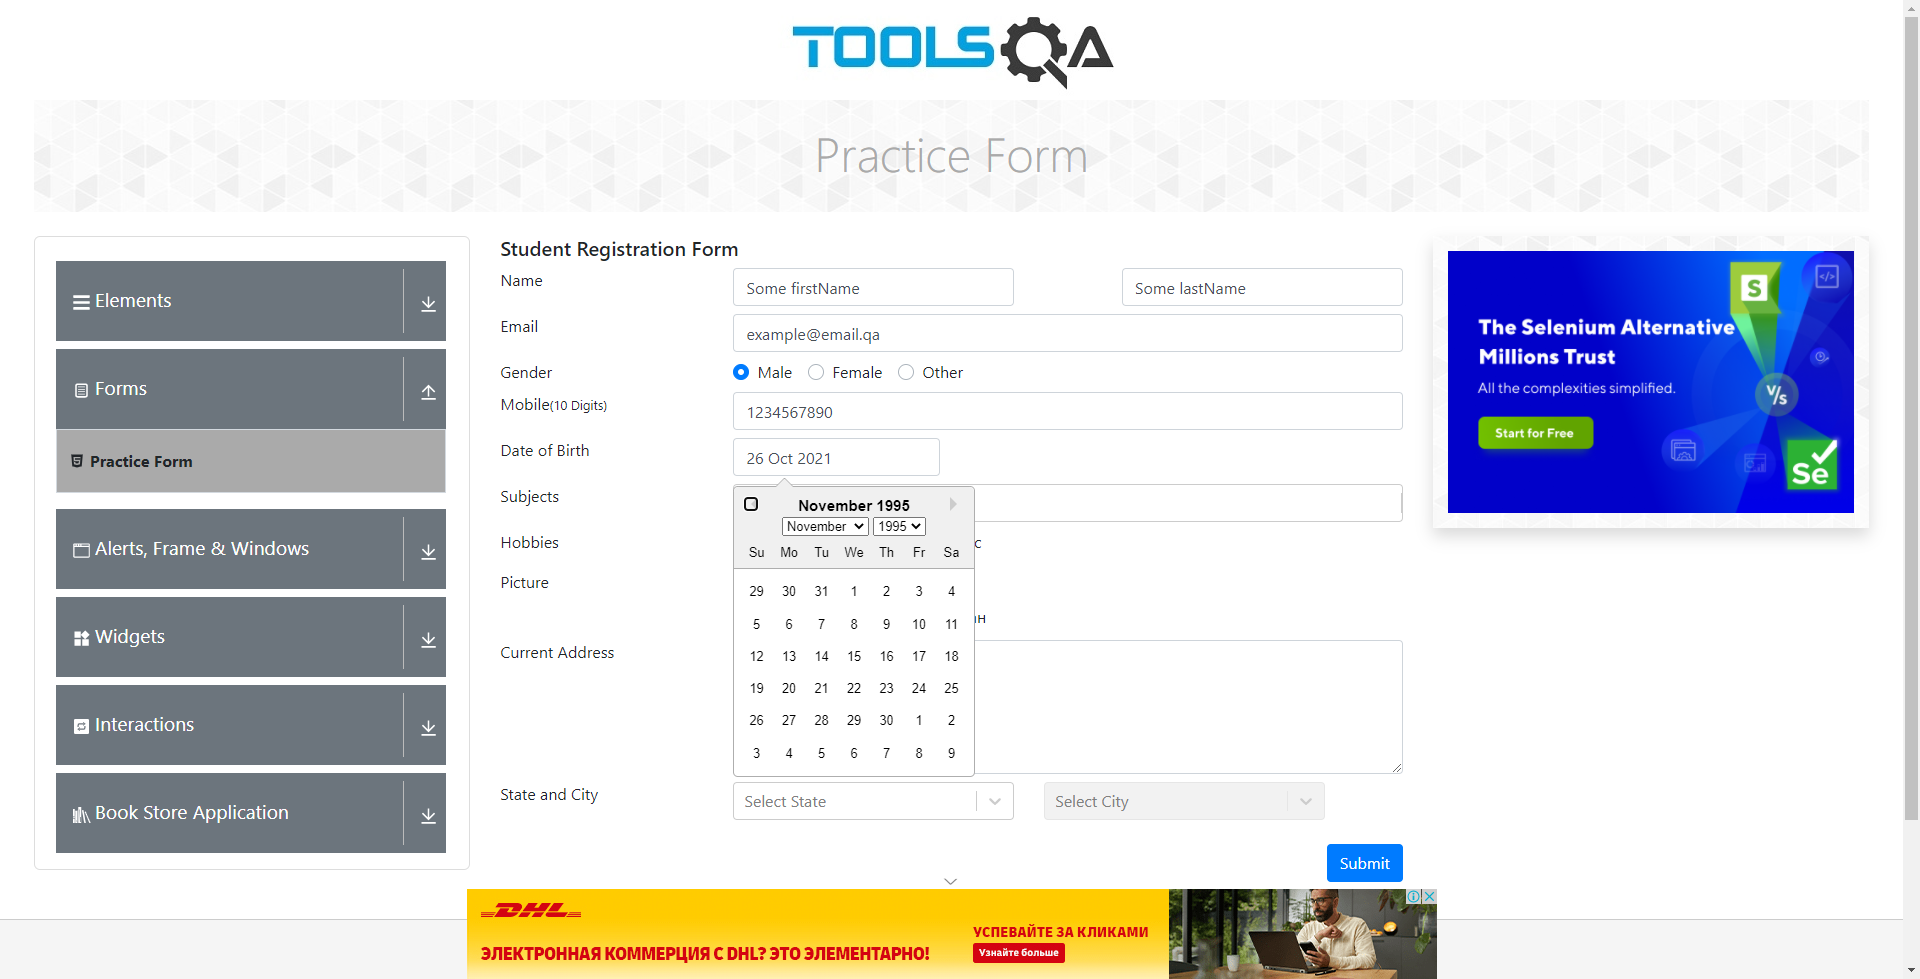 TOOLSQA
Practice Form
Elements
Forms
Practice Form
Alerts, Frame & Windows
Widgets
Interactions
Book Store Application
Student Registration Form
Name
Some firstName
Some lastName
Email
example@email.qa
Gender
Male
Female
Other
Mobile(10 Digits)
1234567890
Date of Birth
26 Oct 2021
Subjects
November 1995
November
1995
Su Mo Tu We Th Fr Sa
29 30 31 1 2 3 4
5 6 7 8 9 10 11
12 13 14 15 16 17 18
19 20 21 22 23 24 25
26 27 28 29 30 1 2
3 4 5 6 7 8 9
Hobbies
c
Picture
Current Address
State and City
Select State
Select City
Submit
S
The Selenium Alternative
Millions Trust
All the complexities simplified.
V/s
Start for Free
Se
DHL
ЭЛЕКТРОННАЯ КОММЕРЦИЯ С DHL? ЭТО ЭЛЕМЕНТАРНО!
УСПЕВАЙТЕ ЗА КЛИКАМИ
Узнайте больше